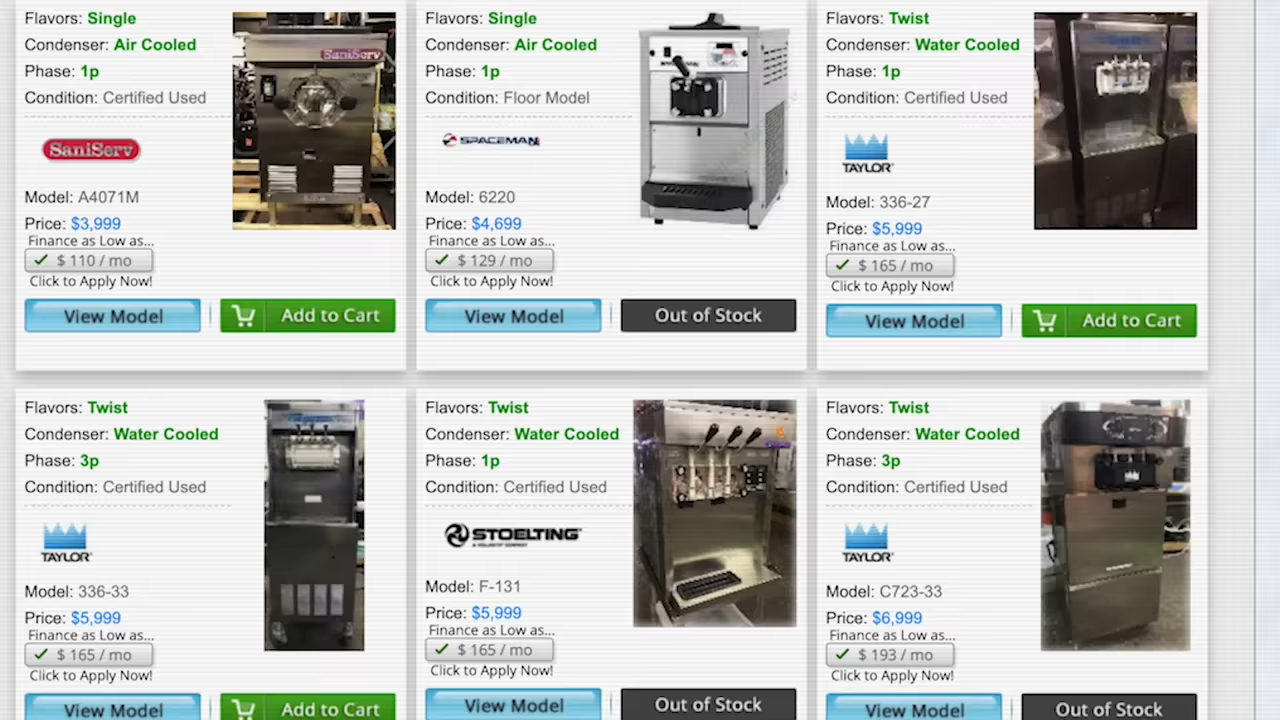 Flavors: Single
Condenser: Air Cooled
Phase: 1p
Condition: Certified Used
SaniServ
SaniServ
Model: A4071M
Price: $3,999
Finance as Low as...
$ 110 / mo
Click to Apply Now!
View Model
Add to Cart
Flavors: Single
Condenser: Air Cooled
Phase: 1p
Condition: Floor Model
SPACEMAN
Model: 6220
Price: $4,699
Finance as Low as...
$ 129 / mo
Click to Apply Now!
View Model
Out of Stock
Flavors: Twist
Condenser: Water Cooled
Phase: 1p
Condition: Certified Used
TAYLOR
Model: 336-27
Price: $5,999
Finance as Low as...
$ 165 / mo
Click to Apply Now!
View Model
Add to Cart
Flavors: Twist
Condenser: Water Cooled
Phase: 3p
Condition: Certified Used
TAYLOR
Model: 336-33
Price: $5,999
Finance as Low as...
$ 165 / mo
Click to Apply Now!
View Model
Add to Cart
Flavors: Twist
Condenser: Water Cooled
Phase: 1p
Condition: Certified Used
STOELTING
Model: F-131
Price: $5,999
Finance as Low as...
$ 165 / mo
Click to Apply Now!
View Model
Out of Stock
Flavors: Twist
Condenser: Water Cooled
Phase: 3p
Condition: Certified Used
TAYLOR
Model: C723-33
Price: $6,999
Finance as Low as...
$ 193 / mo
Click to Apply Now!
View Model
Out of Stock